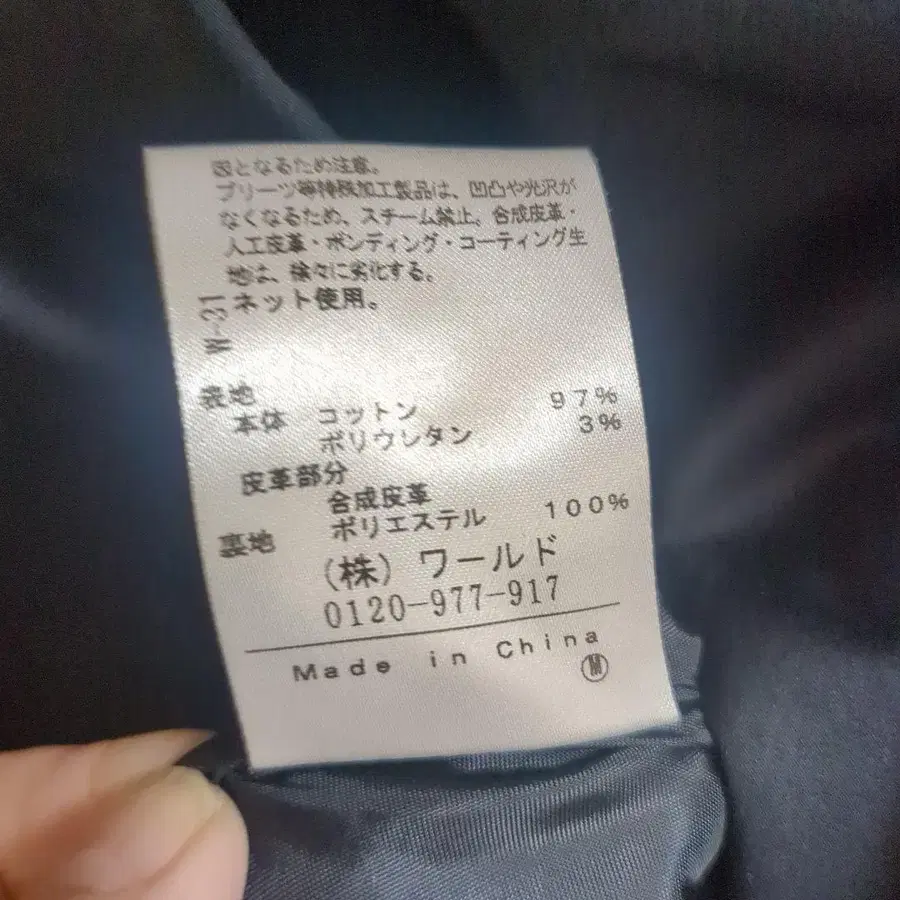 因となるため注意。
プリーツ等特殊加工製品は、凹凸や光沢が
なくなるため、スチーム禁止。合成皮革・
人工皮革・ボンディング・コーティング生
地は、徐々に劣化する。
ネット使用。
W-31
表地
本体 コットン 97%
ポリウレタン 3%
皮革部分
合成皮革
裏地 ポリエステル 100%
(株) ワールド
0120-977-917
Made in China
M